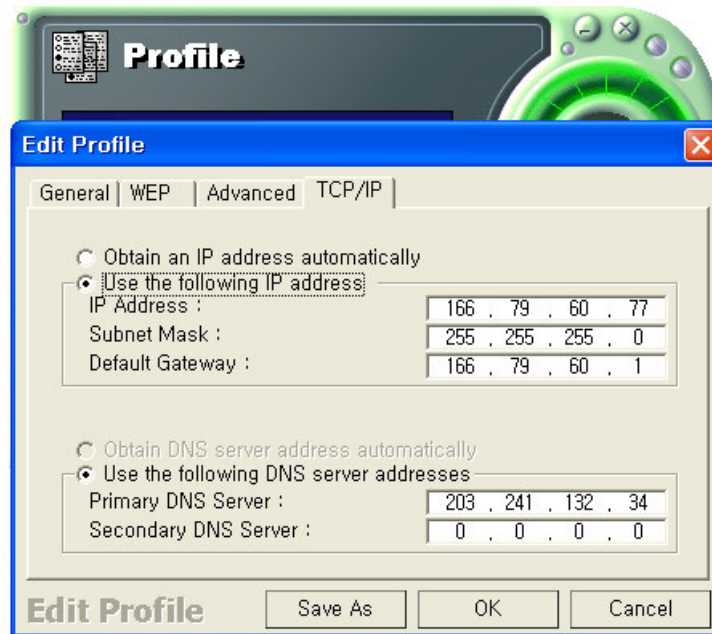 Profile
Edit Profile
General WEP Advanced TCP/IP
Obtain an IP address automatically
Use the following IP address
IP Address : 166 . 79 . 60 . 77
Subnet Mask : 255 . 255 . 255 . 0
Default Gateway : 166 . 79 . 60 . 1
Obtain DNS server address automatically
Use the following DNS server addresses
Primary DNS Server : 203 . 241 . 132 . 34
Secondary DNS Server : 0 . 0 . 0 . 0
Edit Profile Save As OK Cancel